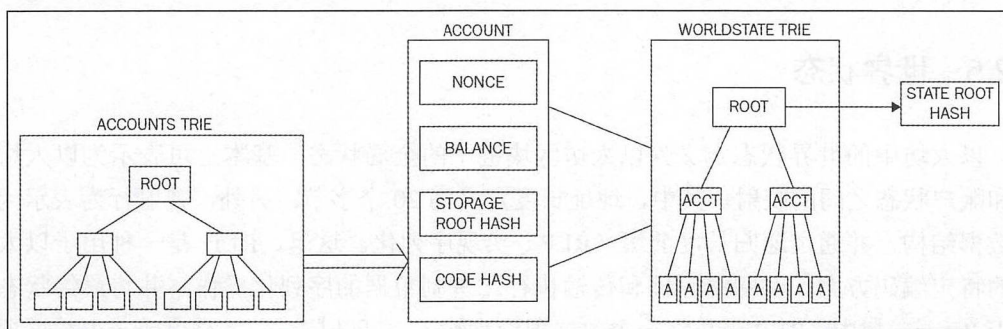 ACCOUNTS TRIE
ROOT
ACCOUNT
NONCE
BALANCE
STORAGE
ROOT HASH
CODE HASH
WORLDSTATE TRIE
ROOT
STATE ROOT
HASH
ACCT
ACCT
A A A A A A A A